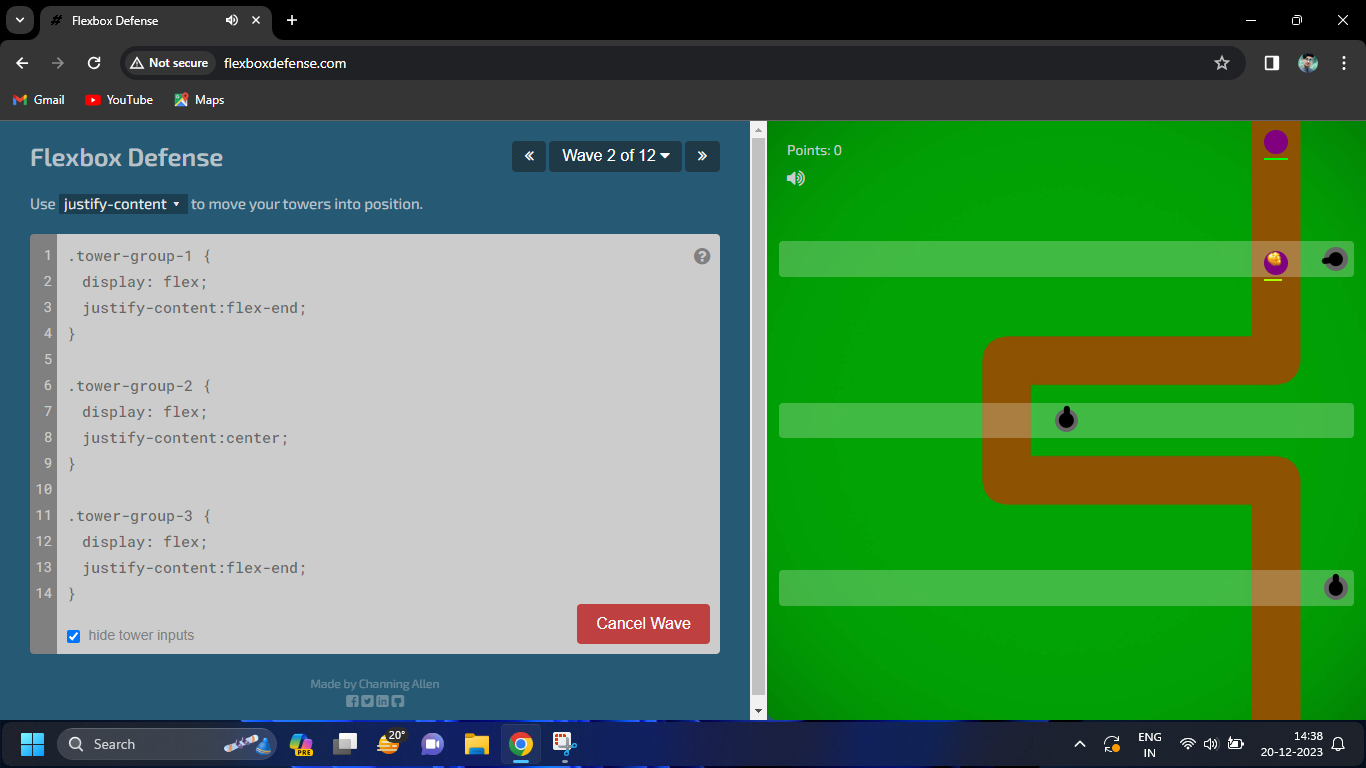 Flexbox Defense
Not secure
flexboxdefense.com
Gmail
YouTube
Maps
Flexbox Defense
« Wave 2 of 12 »
Use justify-content to move your towers into position.
1 .tower-group-1 {
2 display: flex;
3 justify-content:flex-end;
4 }
5
6 .tower-group-2 {
7 display: flex;
8 justify-content:center;
9 }
10
11 .tower-group-3 {
12 display: flex;
13 justify-content:flex-end;
14 }
?
hide tower inputs
Cancel Wave
Made by Channing Allen
Points: 0
Search
PRE
20°
ENG
IN
14:38
20-12-2023